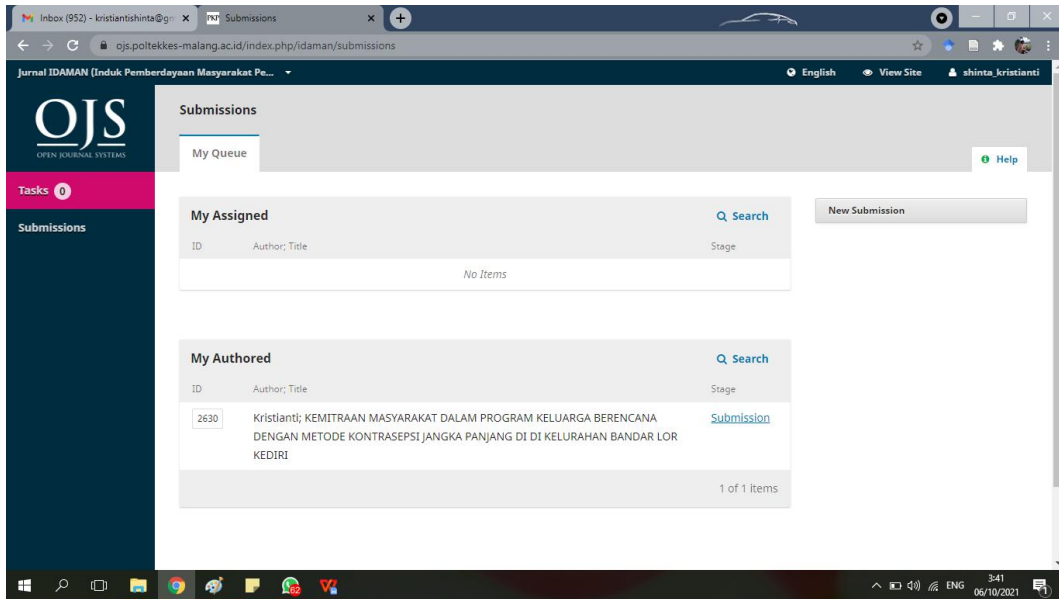 Inbox (952) - kristiantishinta@gm
PKP Submissions
ojs.poltekkes-malang.ac.id/index.php/idaman/submissions
Jurnal IDAMAN (Induk Pemberdayaan Masyarakat Pe...
English
View Site
shinta_kristianti
OJS
OPEN JOURNAL SYSTEMS
Submissions
My Queue
Help
Tasks 0
Submissions
My Assigned
Search
New Submission
ID Author; Title Stage
No Items
My Authored
Search
ID Author; Title Stage
2630 Kristianti; KEMITRAAN MASYARAKAT DALAM PROGRAM KELUARGA BERENCANA Submission
DENGAN METODE KONTRASEPSI JANGKA PANJANG DI DI KELURAHAN BANDAR LOR
KEDIRI
1 of 1 items
62
ENG
3:41
06/10/2021
1